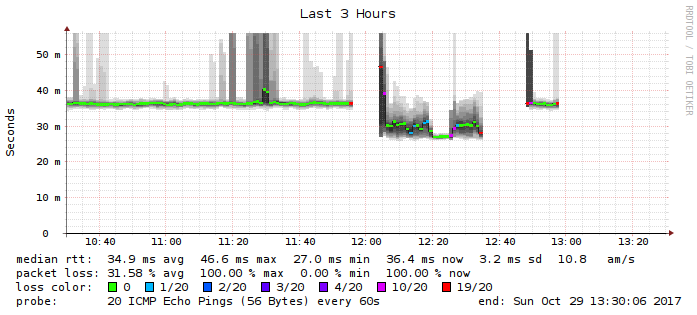 Last 3 Hours
RRDTOOL / TOBI OETIKER
Seconds
50 m
40 m
30 m
20 m
10 m
0
10:40 11:00 11:20 11:40 12:00 12:20 12:40 13:00 13:20
median rtt: 34.9 ms avg 46.6 ms max 27.0 ms min 36.4 ms now 3.2 ms sd 10.8 am/s
packet loss: 31.58 % avg 100.00 % max 0.00 % min 100.00 % now
loss color: 0 1/20 2/20 3/20 4/20 10/20 19/20
probe: 20 ICMP Echo Pings (56 Bytes) every 60s end: Sun Oct 29 13:30:06 2017